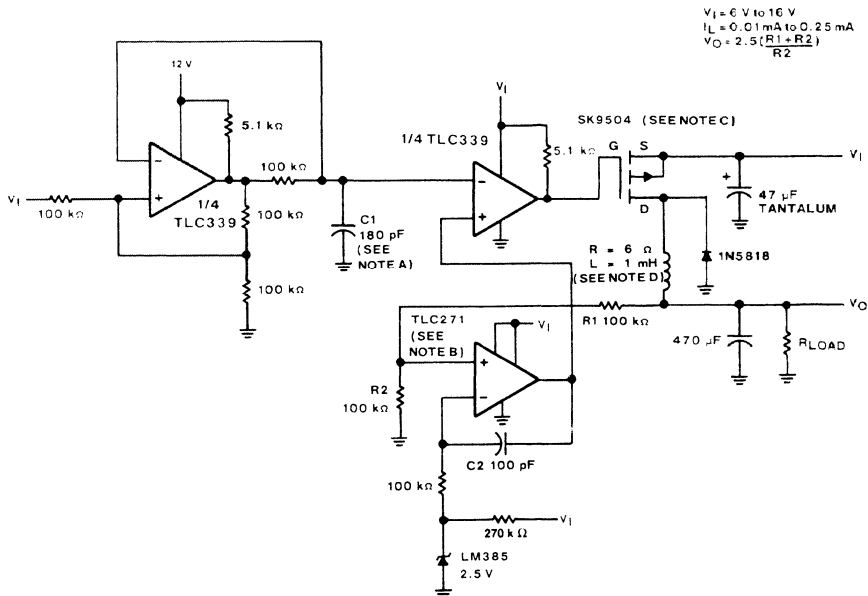 V_I = 6 V to 16 V
I_L = 0.01 mA to 0.25 mA
V_O = 2.5 (R1 + R2)
R2
12 V
5.1 kΩ
100 kΩ
V_I
100 kΩ
−
+
1/4
TLC339
100 kΩ
100 kΩ
C1
180 pF
(SEE
NOTE A)
V_I
1/4 TLC339
5.1 kΩ
−
+
SK9504 (SEE NOTE C)
G
S
D
V_I
+
47 µF
TANTALUM
R = 6 Ω
L = 1 mH
(SEE NOTE D)
1N5818
V_O
R1 100 kΩ
470 µF
R_LOAD
TLC271
(SEE
NOTE B)
V_I
+
−
R2
100 kΩ
C2 100 pF
100 kΩ
V_I
270 kΩ
LM385
2.5 V